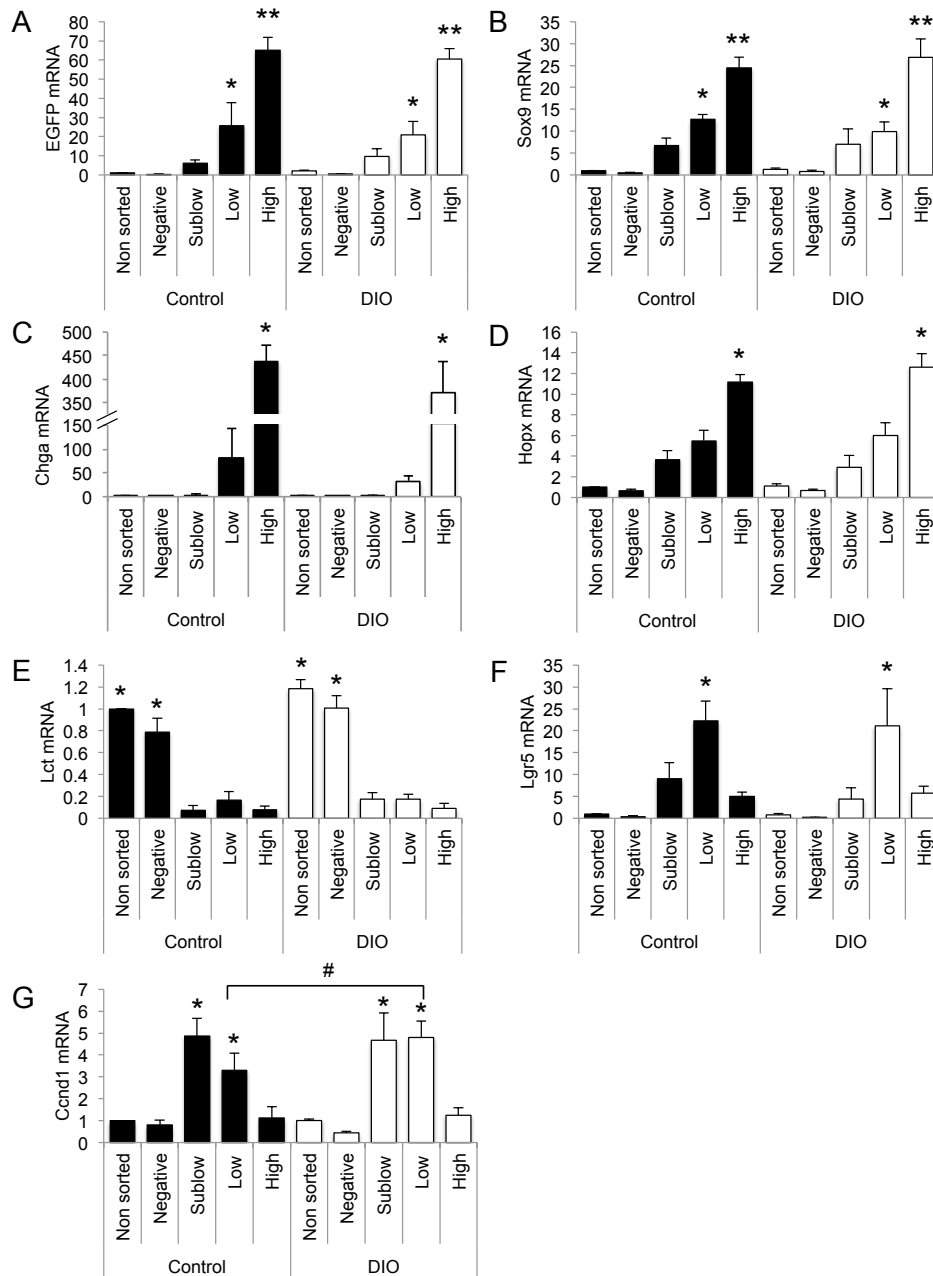 A
EGFP mRNA
80
70
60
50
40
30
20
10
0
* ** * **
Non sorted Negative Sublow Low High Non sorted Negative Sublow Low High
Control DIO
B
Sox9 mRNA
35
30
25
20
15
10
5
0
* ** * **
Non sorted Negative Sublow Low High Non sorted Negative Sublow Low High
Control DIO
C
Chga mRNA
500
450
400
350
150
100
50
0
* *
Non sorted Negative Sublow Low High Non sorted Negative Sublow Low High
Control DIO
D
Hopx mRNA
16
14
12
10
8
6
4
2
0
* *
Non sorted Negative Sublow Low High Non sorted Negative Sublow Low High
Control DIO
E
Lct mRNA
1.4
1.2
1
0.8
0.6
0.4
0.2
0
* * * *
Non sorted Negative Sublow Low High Non sorted Negative Sublow Low High
Control DIO
F
Lgr5 mRNA
35
30
25
20
15
10
5
0
* *
Non sorted Negative Sublow Low High Non sorted Negative Sublow Low High
Control DIO
G
Ccnd1 mRNA
7
6
5
4
3
2
1
0
#
* * * *
Non sorted Negative Sublow Low High Non sorted Negative Sublow Low High
Control DIO